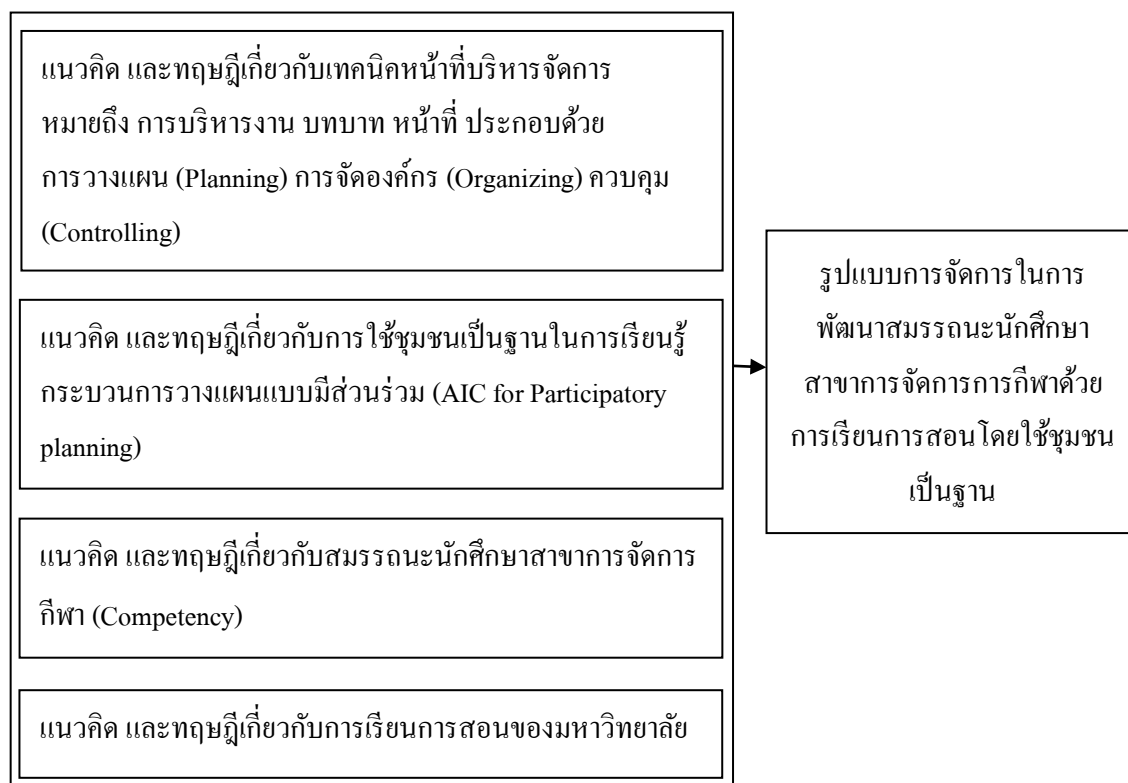 แนวคิด และทฤษฎีเกี่ยวกับเทคนิคหน้าที่บริหารจัดการ
หมายถึง การบริหารงาน บทบาท หน้าที่ ประกอบด้วย
การวางแผน (Planning) การจัดองค์กร (Organizing) ควบคุม
(Controlling)
แนวคิด และทฤษฎีเกี่ยวกับการใช้ชุมชนเป็นฐานในการเรียนรู้
กระบวนการวางแผนแบบมีส่วนร่วม (AIC for Participatory
planning)
แนวคิด และทฤษฎีเกี่ยวกับสมรรถนะนักศึกษาสาขาการจัดการ
กีฬา (Competency)
แนวคิด และทฤษฎีเกี่ยวกับการเรียนการสอนของมหาวิทยาลัย
รูปแบบการจัดการในการ
พัฒนาสมรรถนะนักศึกษา
สาขาการจัดการการกีฬาด้วย
การเรียนการสอนโดยใช้ชุมชน
เป็นฐาน